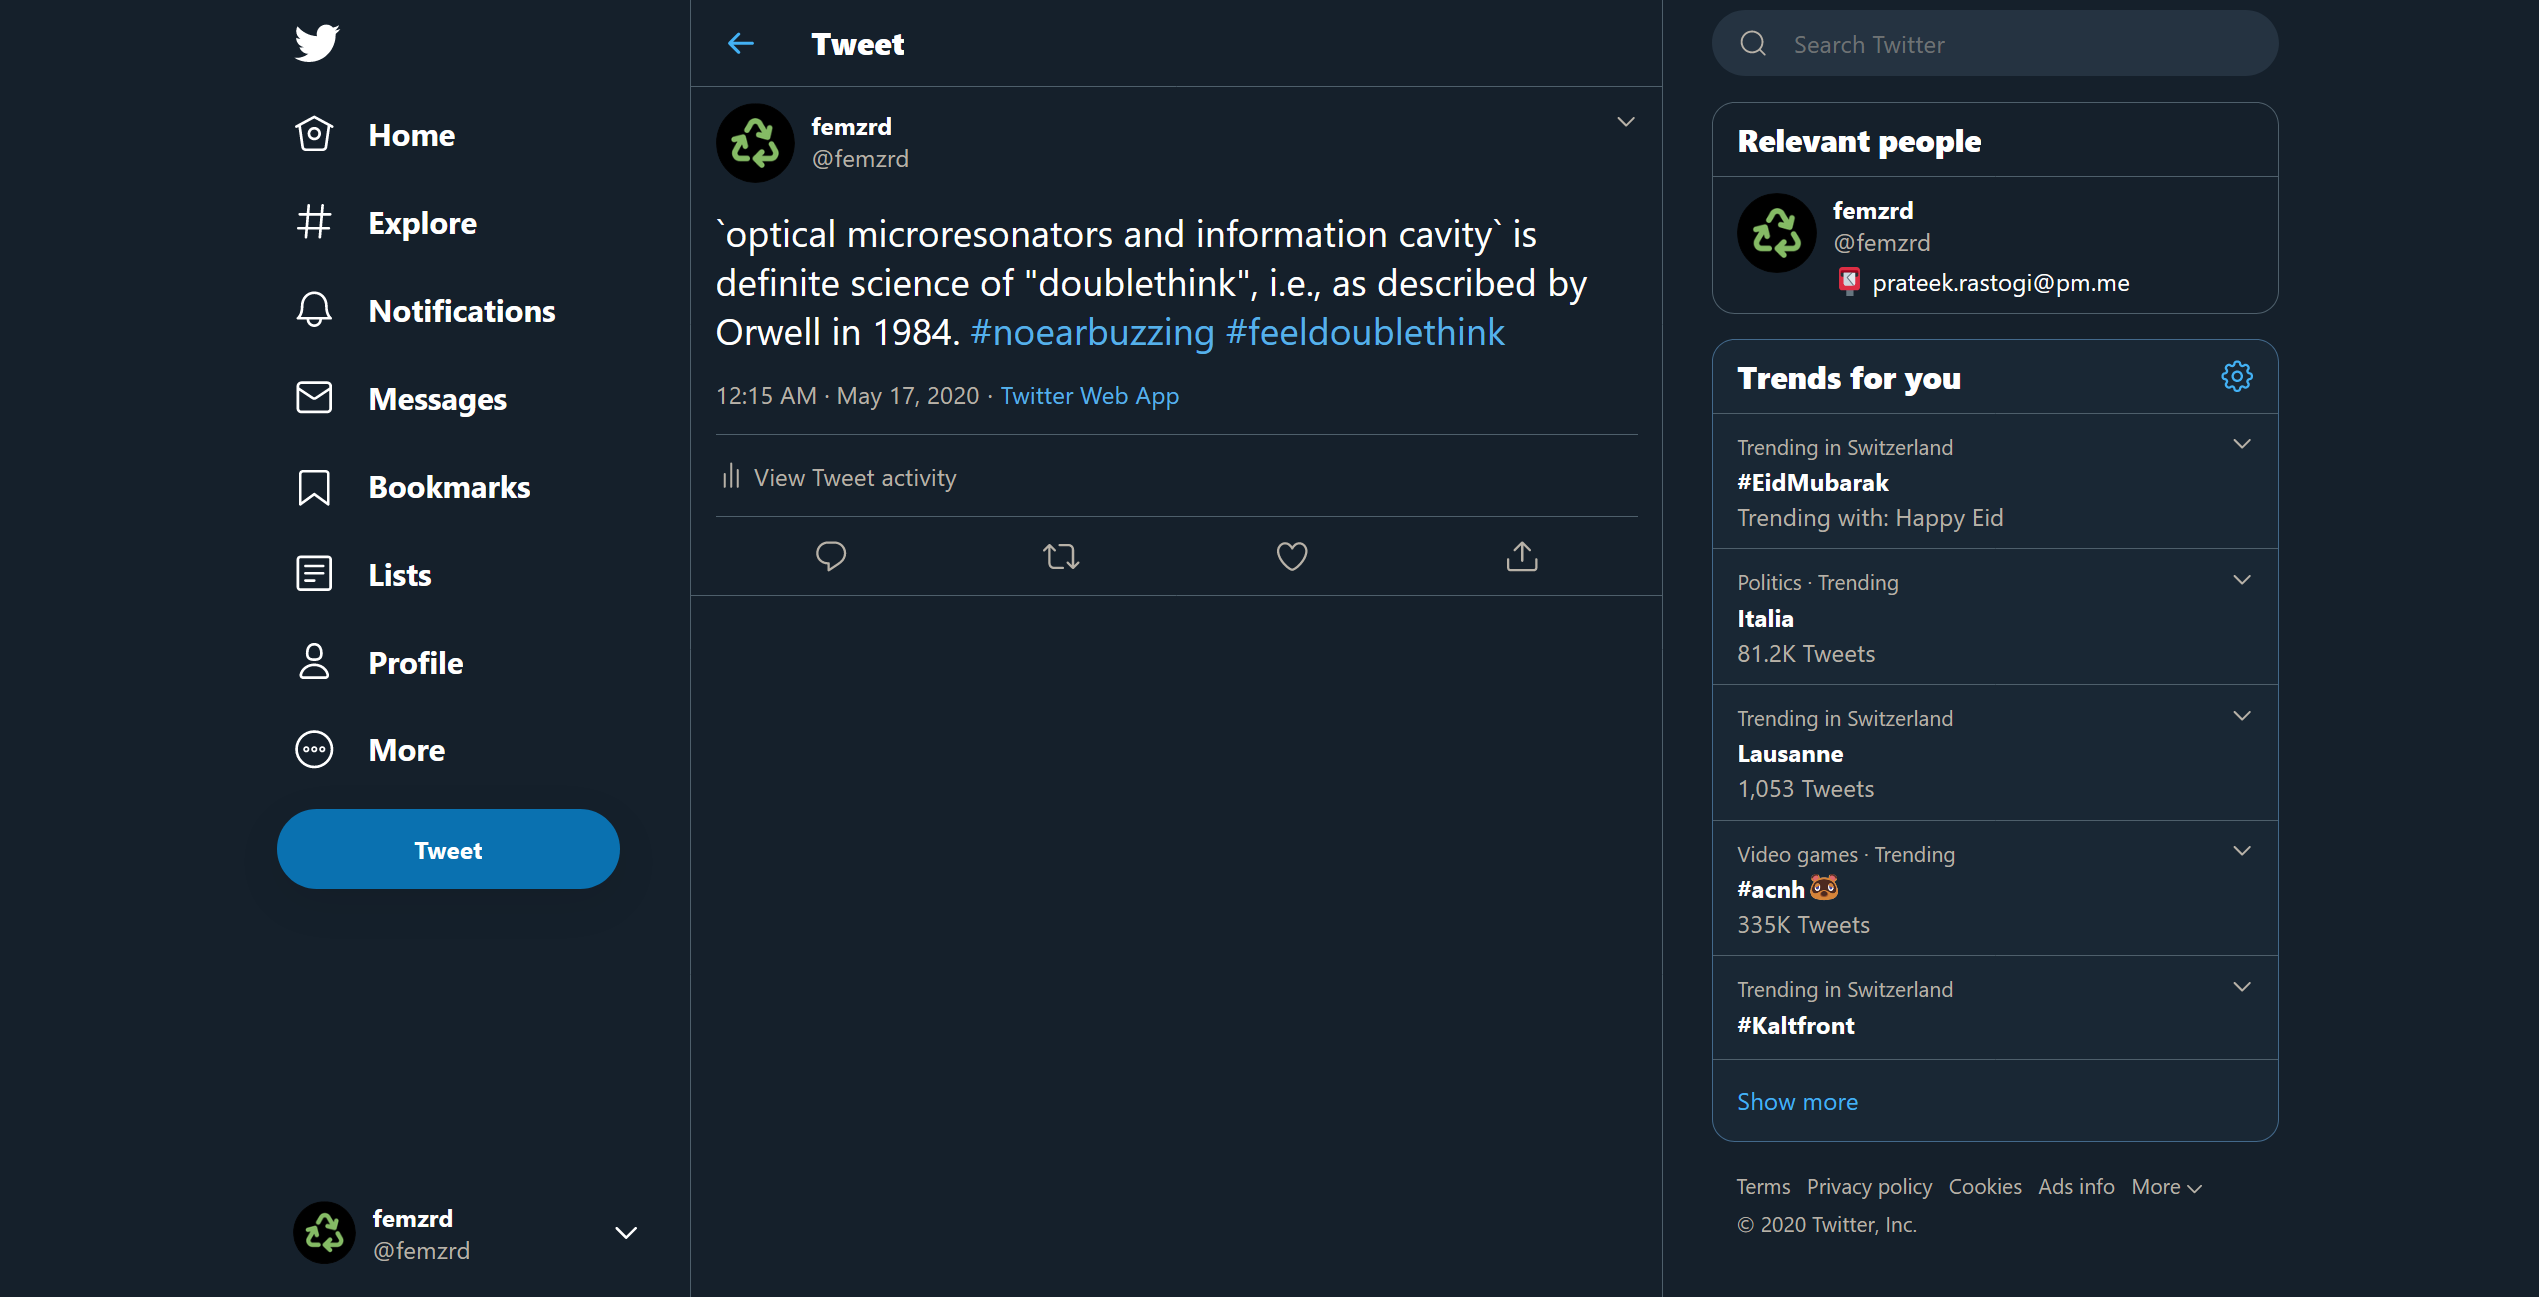 Home
Explore
Notifications
Messages
Bookmarks
Lists
Profile
More
Tweet
femzrd
@femzrd
Tweet
femzrd
@femzrd
`optical microresonators and information cavity` is
definite science of "doublethink", i.e., as described by
Orwell in 1984. #noearbuzzing #feeldoublethink
12:15 AM · May 17, 2020 · Twitter Web App
View Tweet activity
Search Twitter
Relevant people
femzrd
@femzrd
prateek.rastogi@pm.me
Trends for you
Trending in Switzerland
#EidMubarak
Trending with: Happy Eid
Politics · Trending
Italia
81.2K Tweets
Trending in Switzerland
Lausanne
1,053 Tweets
Video games · Trending
#acnh
335K Tweets
Trending in Switzerland
#Kaltfront
Show more
Terms Privacy policy Cookies Ads info More
© 2020 Twitter, Inc.